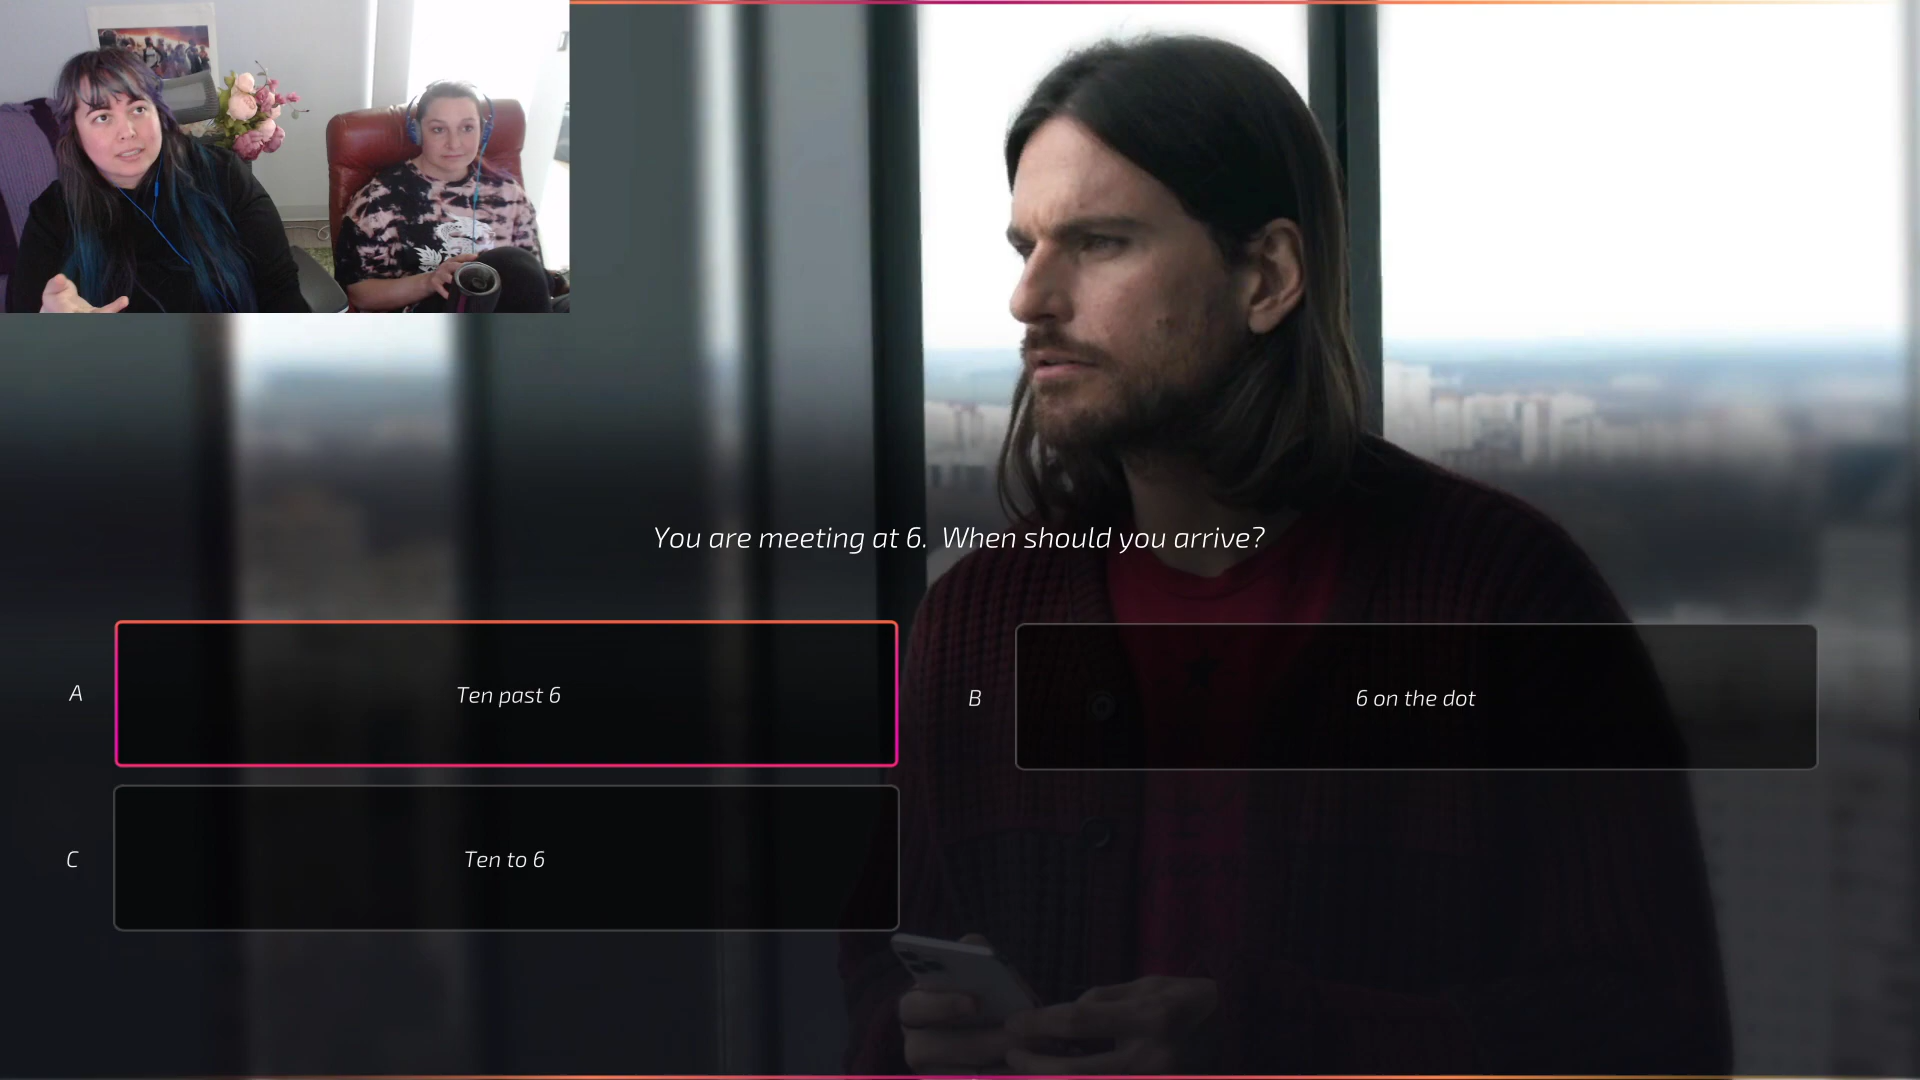 You are meeting at 6. When should you arrive?
A
Ten past 6
B
6 on the dot
C
Ten to 6